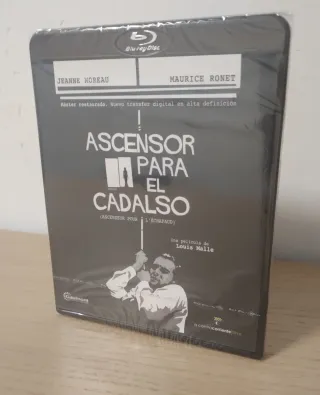 Blu-ray Disc
JEANNE MOREAU MAURICE RONET
Máster restaurado. Nuevo transfer digital en alta definición
ASCENSOR
PARA
EL
CADALSO
(ASCENSEUR POUR L'ÉCHAFAUD)
Una película de
Louis Malle